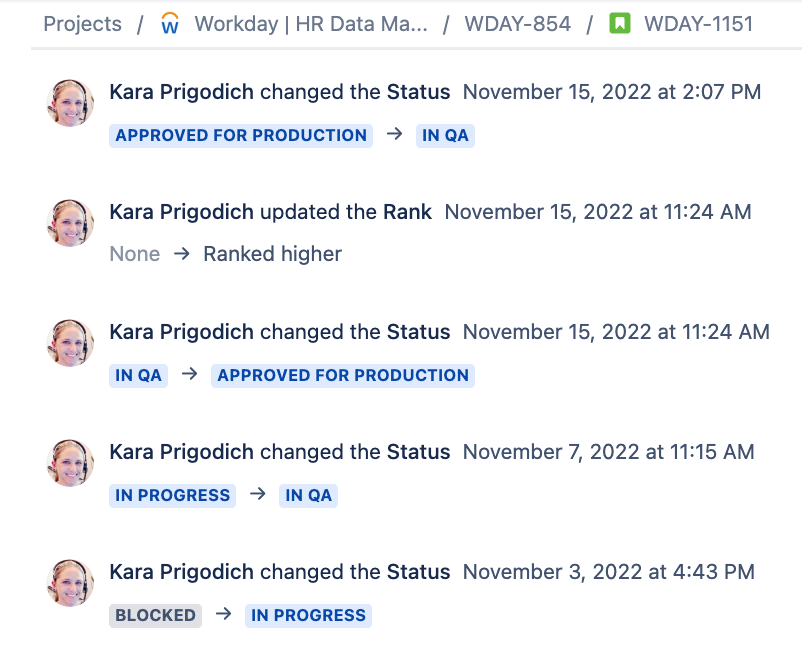 Projects / Workday | HR Data Ma... / WDAY-854 / WDAY-1151
Kara Prigodich changed the Status November 15, 2022 at 2:07 PM
APPROVED FOR PRODUCTION → IN QA
Kara Prigodich updated the Rank November 15, 2022 at 11:24 AM
None → Ranked higher
Kara Prigodich changed the Status November 15, 2022 at 11:24 AM
IN QA → APPROVED FOR PRODUCTION
Kara Prigodich changed the Status November 7, 2022 at 11:15 AM
IN PROGRESS → IN QA
Kara Prigodich changed the Status November 3, 2022 at 4:43 PM
BLOCKED → IN PROGRESS